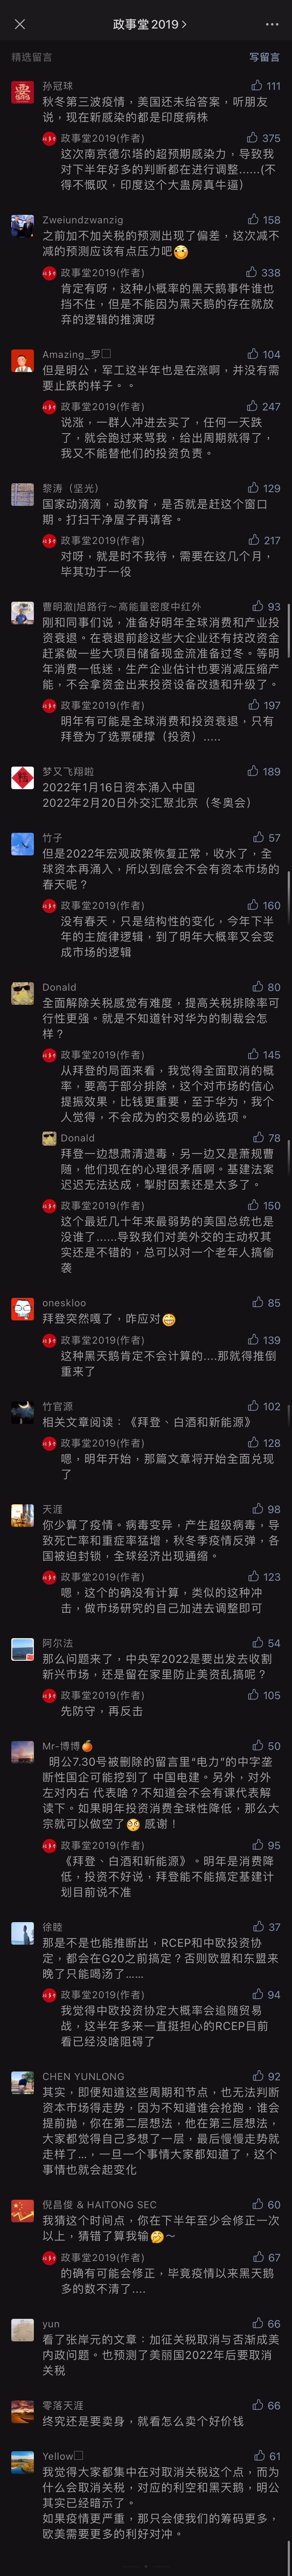 政事堂2019
精选留言
写留言
孙冠球
111
秋冬第三波疫情，美国还未给答案，听朋友
说，现在新感染的都是印度病株
政事堂2019(作者)
375
这次南京德尔塔的超预期感染力，导致我
对下半年好多的判断都在进行调整......(不
得不慨叹，印度这个大蛊房真牛逼）
Zweiundzwanzig
158
之前加不加关税的预测出现了偏差，这次减不
减的预测应该有点压力吧
政事堂2019(作者)
338
肯定有呀，这种小概率的黑天鹅事件谁也
挡不住，但是不能因为黑天鹅的存在就放
弃的逻辑的推演呀
Amazing_罗
104
但是明公，军工这半年也是在涨啊，并没有需
要止跌的样子。。
政事堂2019(作者)
247
说涨，一群人冲进去买了，任何一天跌
了，就会跑过来骂我，给出周期就得了，
我又不能替他们的投资负责。
黎涛（坚光）
129
国家动滴滴，动教育，是否就是赶这个窗口
期。打扫干净屋子再请客。
政事堂2019(作者)
217
对呀，就是时不我待，需要在这几个月，
毕其功于一役
曹明澈|旭路行～高能量密度中红外
93
刚和同事们说，准备好明年全球消费和产业投
资衰退。在衰退前趁这些大企业还有技改资金
赶紧做一些大项目储备现金流准备过冬。等明
年消费一低迷，生产企业估计也要消减压缩产
能，不会拿资金出来投资设备改造和升级了。
政事堂2019(作者)
197
明年有可能是全球消费和投资衰退，只有
拜登为了选票硬撑（投资）.....
梦又飞翔啦
189
2022年1月16日资本涌入中国
2022年2月20日外交汇聚北京（冬奥会）
竹子
57
但是2022年宏观政策恢复正常，收水了，全
球资本再涌入，所以到底会不会有资本市场的
春天呢？
政事堂2019(作者)
160
没有春天，只是结构性的变化，今年下半
年的主旋律逻辑，到了明年大概率又会变
成市场的逻辑
Donald
80
全面解除关税感觉有难度，提高关税排除率可
行性更强。就是不知道针对华为的制裁会怎
样？
政事堂2019(作者)
145
从拜登的局面来看，我觉得全面取消的概
率，要高于部分排除，这个对市场的信心
提振效果，比钱更重要，至于华为，我个
人觉得，不会成为的交易的必选项。
Donald
78
拜登一边想肃清遗毒，另一边又是萧规曹
随，他们现在的心理很矛盾啊。基建法案
迟迟无法达成，掣肘因素还是太多了。
政事堂2019(作者)
150
这个最近几十年来最弱势的美国总统也是
没谁了......导致我们对美外交的主动权其
实还是不错的，总可以对一个老年人搞偷
袭
oneskloo
85
拜登突然嘎了，咋应对
政事堂2019(作者)
139
这种黑天鹅肯定不会计算的....那就得推倒
重来了
竹官源
102
相关文章阅读：《拜登、白酒和新能源》
政事堂2019(作者)
128
嗯，明年开始，那篇文章将开始全面兑现
了
天涯
98
你少算了疫情。病毒变异，产生超级病毒，导
致死亡率和重症率猛增，秋冬季疫情反弹，各
国被迫封锁，全球经济出现通缩。
政事堂2019(作者)
123
嗯，这个的确没有计算，类似的这种冲
击，做市场研究的自己加进去调整即可
阿尔法
54
那么问题来了，中央军2022是要出发去收割
新兴市场，还是留在家里防止美资乱搞呢？
政事堂2019(作者)
105
先防守，再反击
Mr-博博
50
明公7.30号被删除的留言里“电力”的中字垄
断性国企可能挖到了 中国电建。另外，对外
左对内右 代表啥？不知道会不会有课代表解
读下。如果明年投资消费全球性降低，那么大
宗就可以做空了 感谢！
政事堂2019(作者)
95
《拜登、白酒和新能源》。明年是消费降
低，投资不好说，拜登能不能搞定基建计
划目前说不准
徐睦
37
那是不是也能推断出，RCEP和中欧投资协
定，都会在G20之前搞定？否则欧盟和东盟来
晚了只能喝汤了......
政事堂2019(作者)
94
我觉得中欧投资协定大概率会追随贸易
战，这半年多来一直挺担心的RCEP目前
看已经没啥阻碍了
CHEN YUNLONG
92
其实，即便知道这些周期和节点，也无法判断
资本市场得走势，因为不知道谁会抢跑，谁会
提前抛，你在第二层想法，他在第三层想法，
大家都觉得自己多想了一层，最后慢慢走势就
走样了...，一旦一个事情大家都知道了，这个
事情也就会起变化
倪昌俊 & HAITONG SEC
60
我猜这个时间点，你在下半年至少会修正一次
以上，猜错了算我输～
政事堂2019(作者)
67
的确有可能会修正，毕竟疫情以来黑天鹅
多的数不清了....
yun
66
看了张岸元的文章：加征关税取消与否渐成美
内政问题。也预测了美丽国2022年后要取消
关税
零落天涯
66
终究还是要卖身，就看怎么卖个好价钱
Yellow
61
我觉得大家都集中在对取消关税这个点，而为
什么会取消关税，对应的利空和黑天鹅，明公
其实已经暗示了。
如果疫情更严重，那只会使我们的筹码更多，
欧美需要更多的利好对冲。